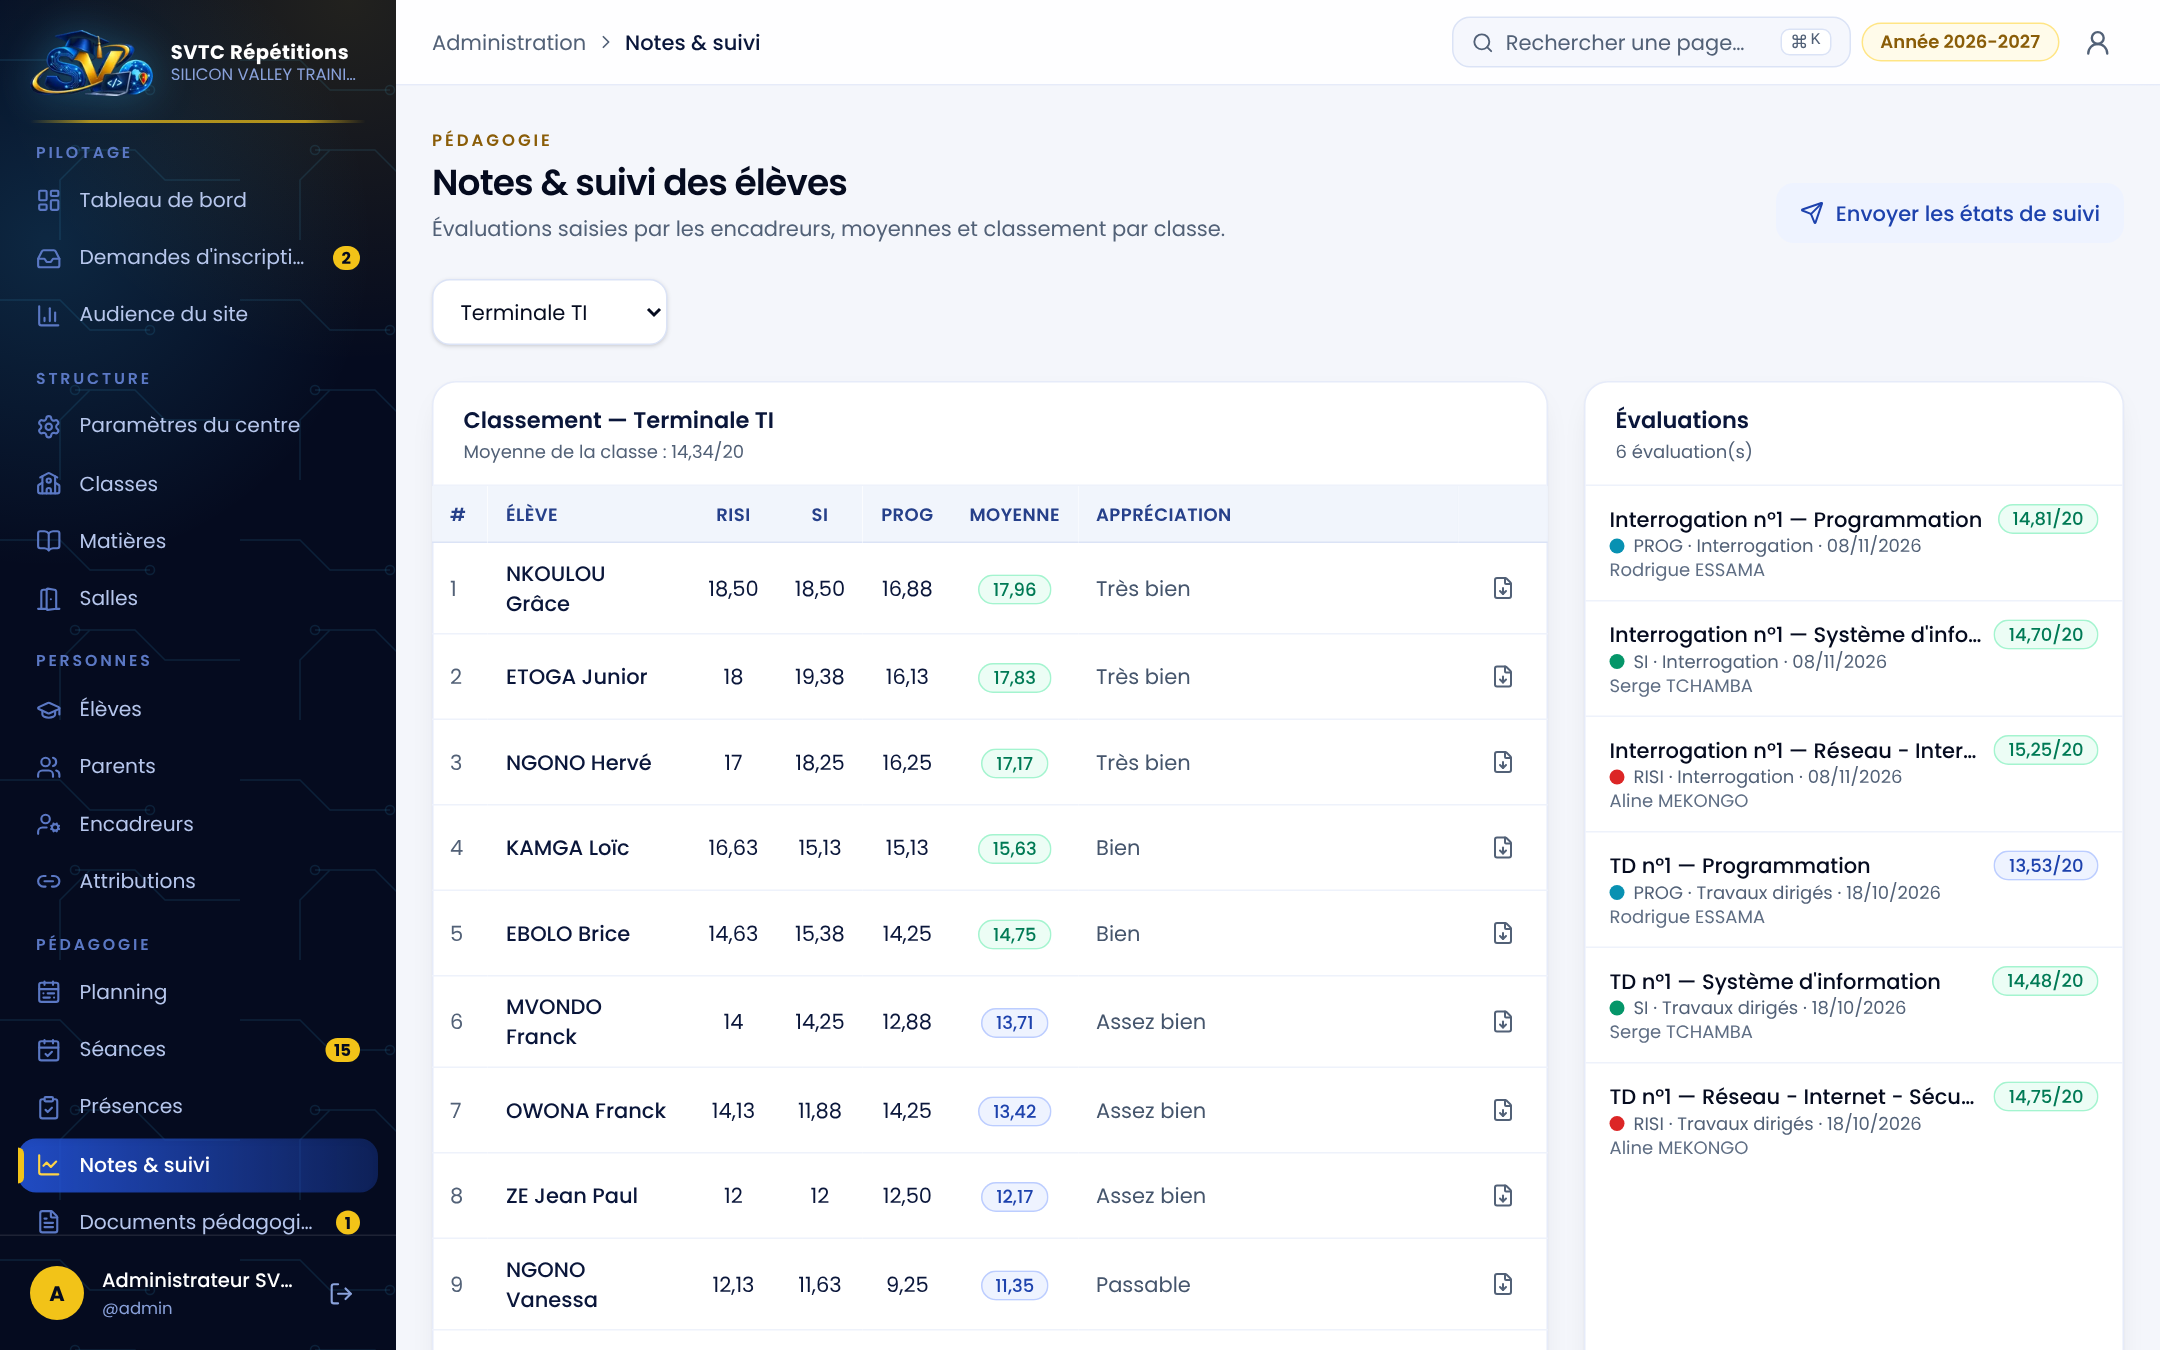 SVTC Répétitions
SILICON VALLEY TRAINI...
PILOTAGE
Tableau de bord
Demandes d'inscripti... 2
Audience du site
STRUCTURE
Paramètres du centre
Classes
Matières
Salles
PERSONNES
Élèves
Parents
Encadreurs
Attributions
PÉDAGOGIE
Planning
Séances 15
Présences
Notes & suivi
Documents pédagogi... 1
A
Administrateur SV...
@admin
Administration > Notes & suivi
Rechercher une page... ⌘ K
Année 2026-2027
PÉDAGOGIE
Notes & suivi des élèves
Évaluations saisies par les encadreurs, moyennes et classement par classe.
Envoyer les états de suivi
Terminale TI
Classement — Terminale TI
Moyenne de la classe : 14,34/20
# ÉLÈVE RISI SI PROG MOYENNE APPRÉCIATION
1 NKOULOU Grâce 18,50 18,50 16,88 17,96 Très bien
2 ETOGA Junior 18 19,38 16,13 17,83 Très bien
3 NGONO Hervé 17 18,25 16,25 17,17 Très bien
4 KAMGA Loïc 16,63 15,13 15,13 15,63 Bien
5 EBOLO Brice 14,63 15,38 14,25 14,75 Bien
6 MVONDO Franck 14 14,25 12,88 13,71 Assez bien
7 OWONA Franck 14,13 11,88 14,25 13,42 Assez bien
8 ZE Jean Paul 12 12 12,50 12,17 Assez bien
9 NGONO Vanessa 12,13 11,63 9,25 11,35 Passable
Évaluations
6 évaluation(s)
Interrogation n°1 — Programmation 14,81/20
PROG · Interrogation · 08/11/2026
Rodrigue ESSAMA
Interrogation n°1 — Système d'info... 14,70/20
SI · Interrogation · 08/11/2026
Serge TCHAMBA
Interrogation n°1 — Réseau - Inter... 15,25/20
RISI · Interrogation · 08/11/2026
Aline MEKONGO
TD n°1 — Programmation 13,53/20
PROG · Travaux dirigés · 18/10/2026
Rodrigue ESSAMA
TD n°1 — Système d'information 14,48/20
SI · Travaux dirigés · 18/10/2026
Serge TCHAMBA
TD n°1 — Réseau - Internet - Sécu... 14,75/20
RISI · Travaux dirigés · 18/10/2026
Aline MEKONGO